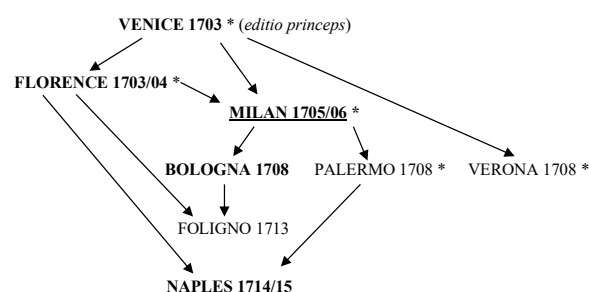 VENICE 1703 * (editio princeps)
FLORENCE 1703/04 *
MILAN 1705/06 *
BOLOGNA 1708 PALERMO 1708 * VERONA 1708 *
FOLIGNO 1713
NAPLES 1714/15